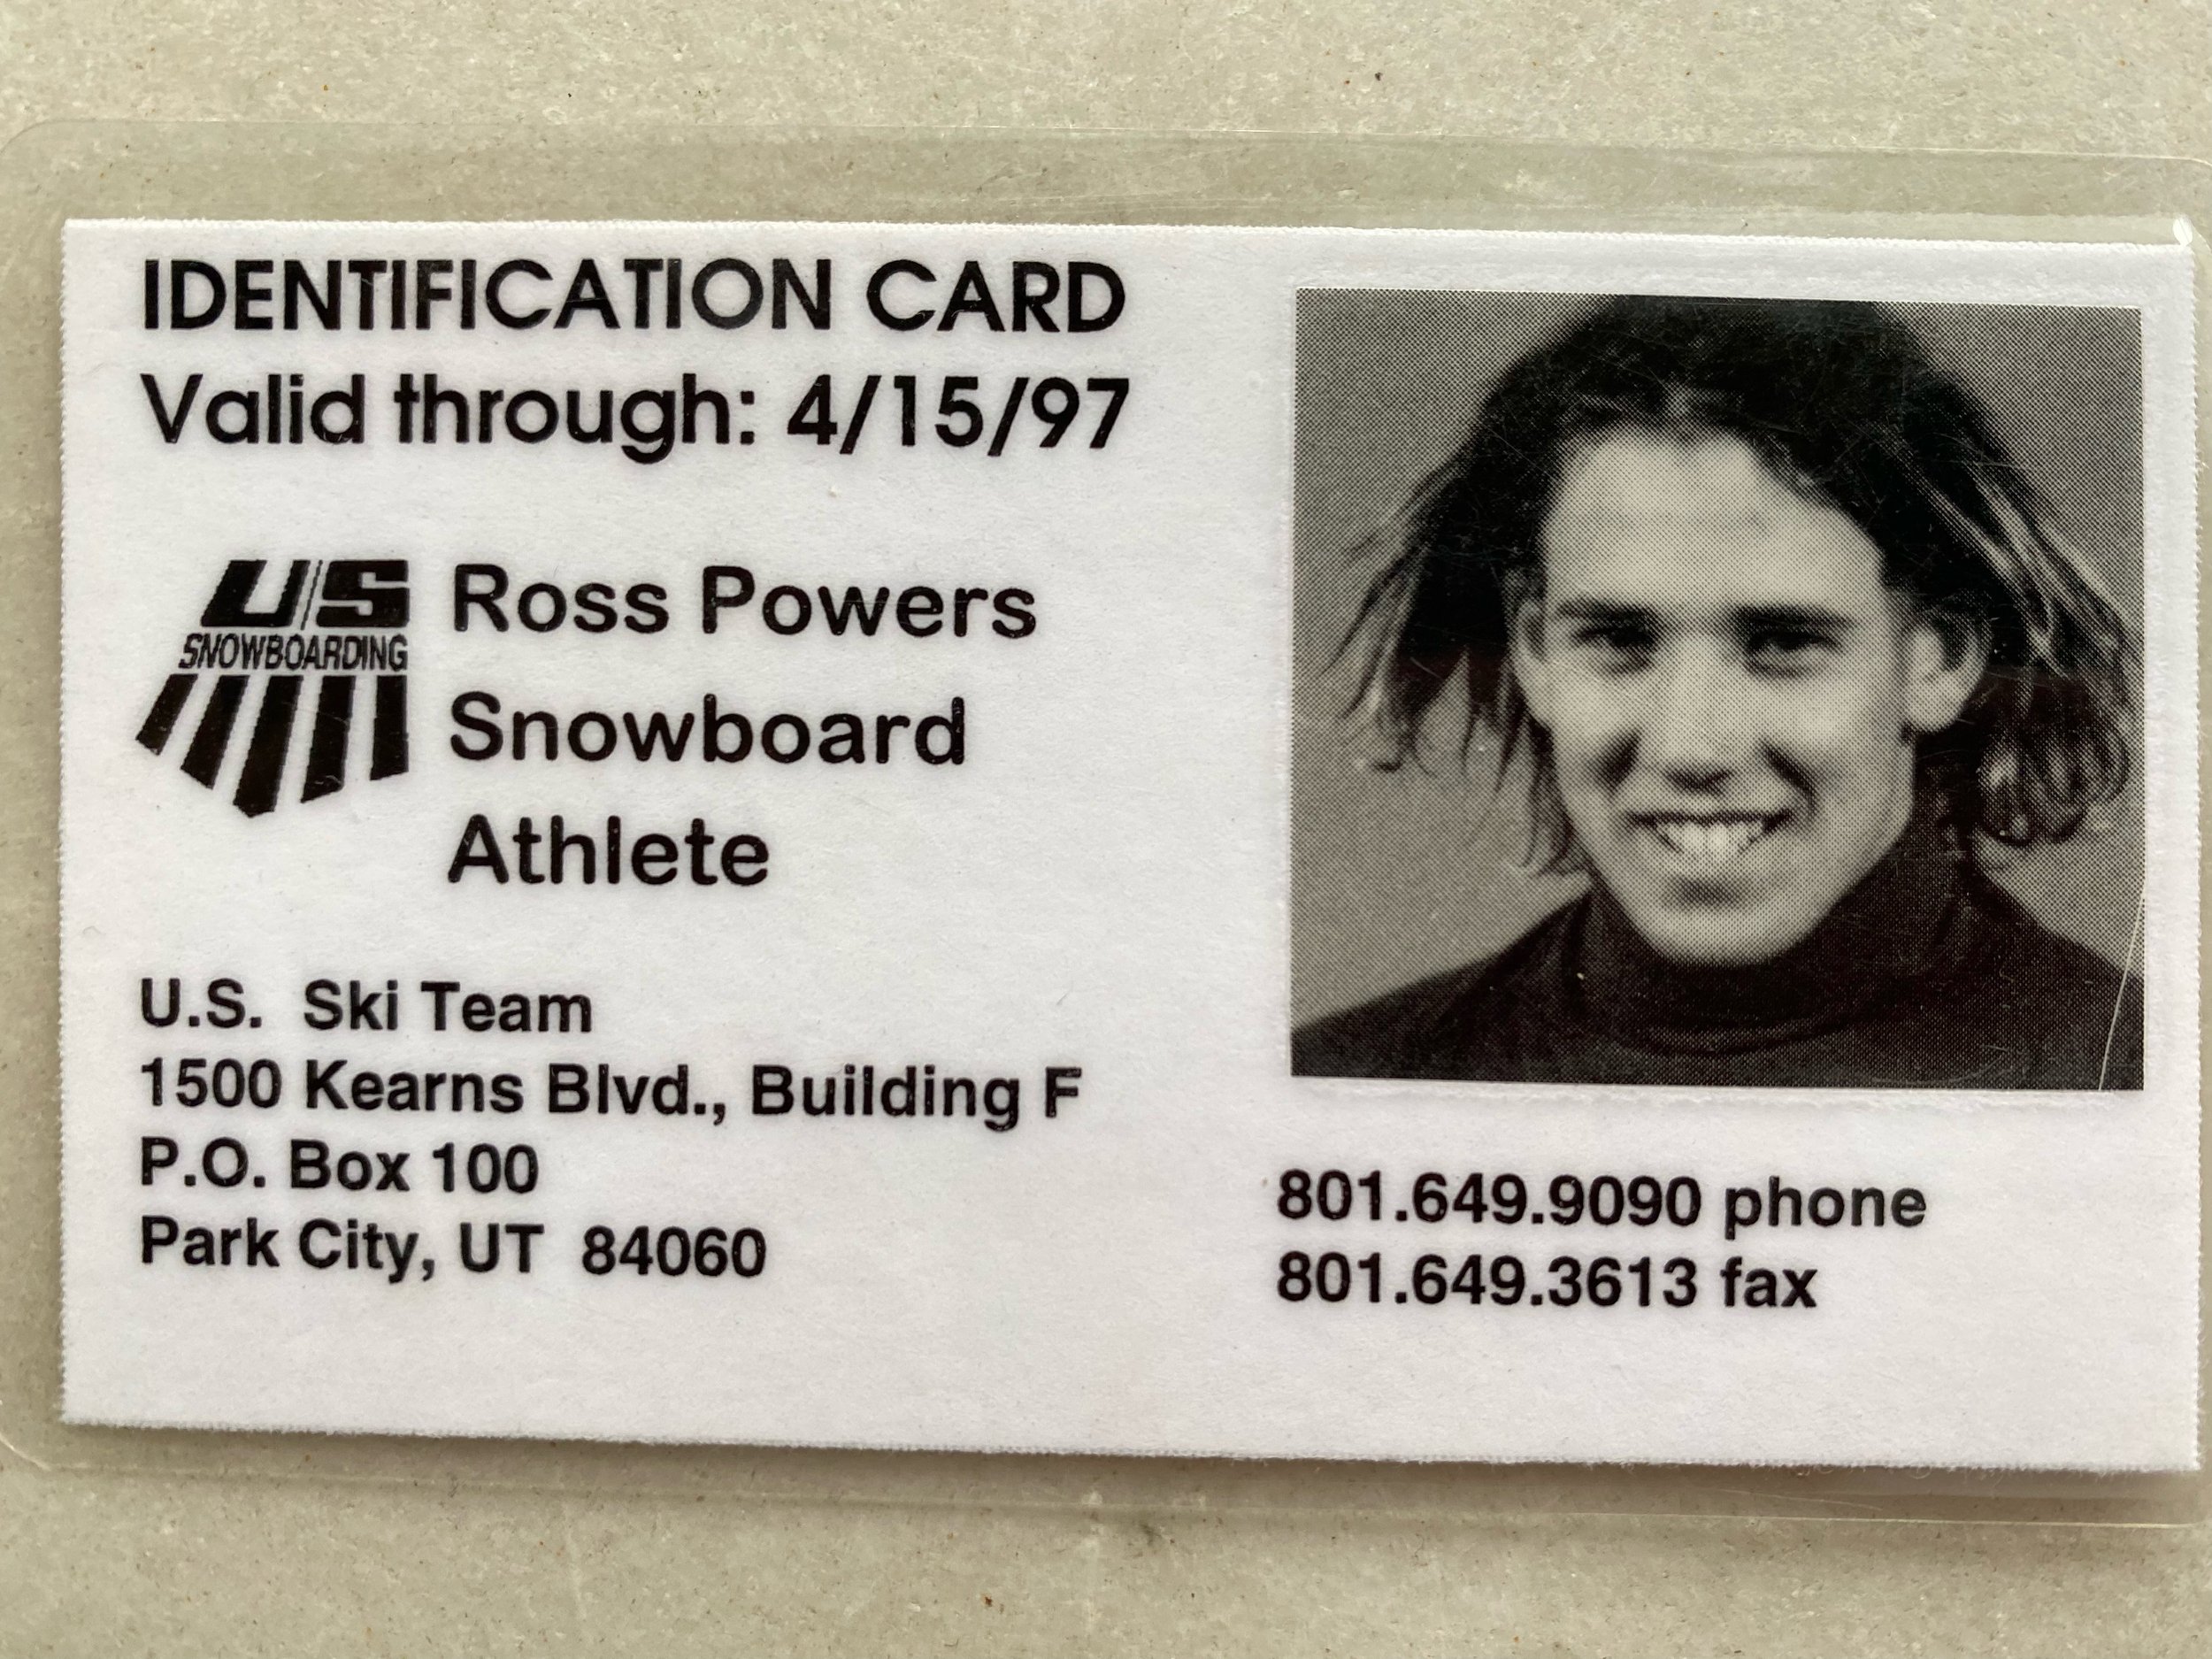 IDENTIFICATION CARD
Valid through: 4/15/97
U/S
SNOWBOARDING
Ross Powers
Snowboard
Athlete
U.S. Ski Team
1500 Kearns Blvd., Building F
P.O. Box 100
Park City, UT 84060
801.649.9090 phone
801.649.3613 fax